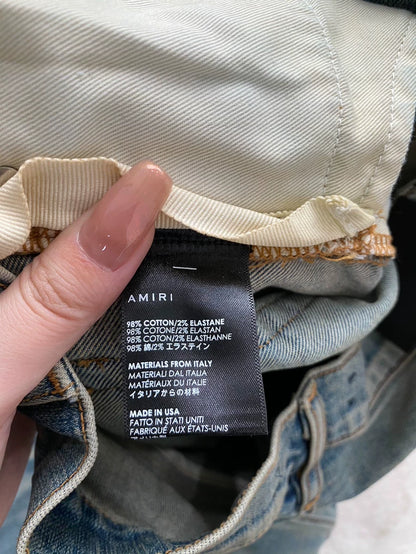 AMIRI
98% COTTON/2% ELASTANE
98% COTONE/2% ELASTAN
98% COTON/2% ELASTHANNE
98% 綿/2% エラステイン
MATERIALS FROM ITALY
MATERIALI DAL ITALIA
MATÉRIAUX DU ITALIE
イタリアからの材料
MADE IN USA
FATTO IN STATI UNITI
FABRIQUÉ AUX ÉTATS-UNIS